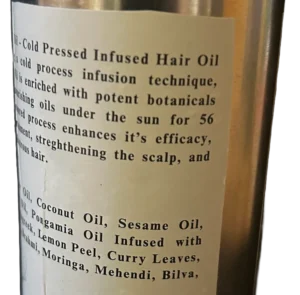 - Cold Pressed Infused Hair Oil
cold process infusion technique,
is enriched with potent botanicals
oils under the sun for 56
process enhances it's efficacy,
streghthening the scalp, and
hair.
Oil, Coconut Oil, Sesame Oil,
Pongamia Oil Infused with
Lemon Peel, Curry Leaves,
Moringa, Mehendi, Bilva,